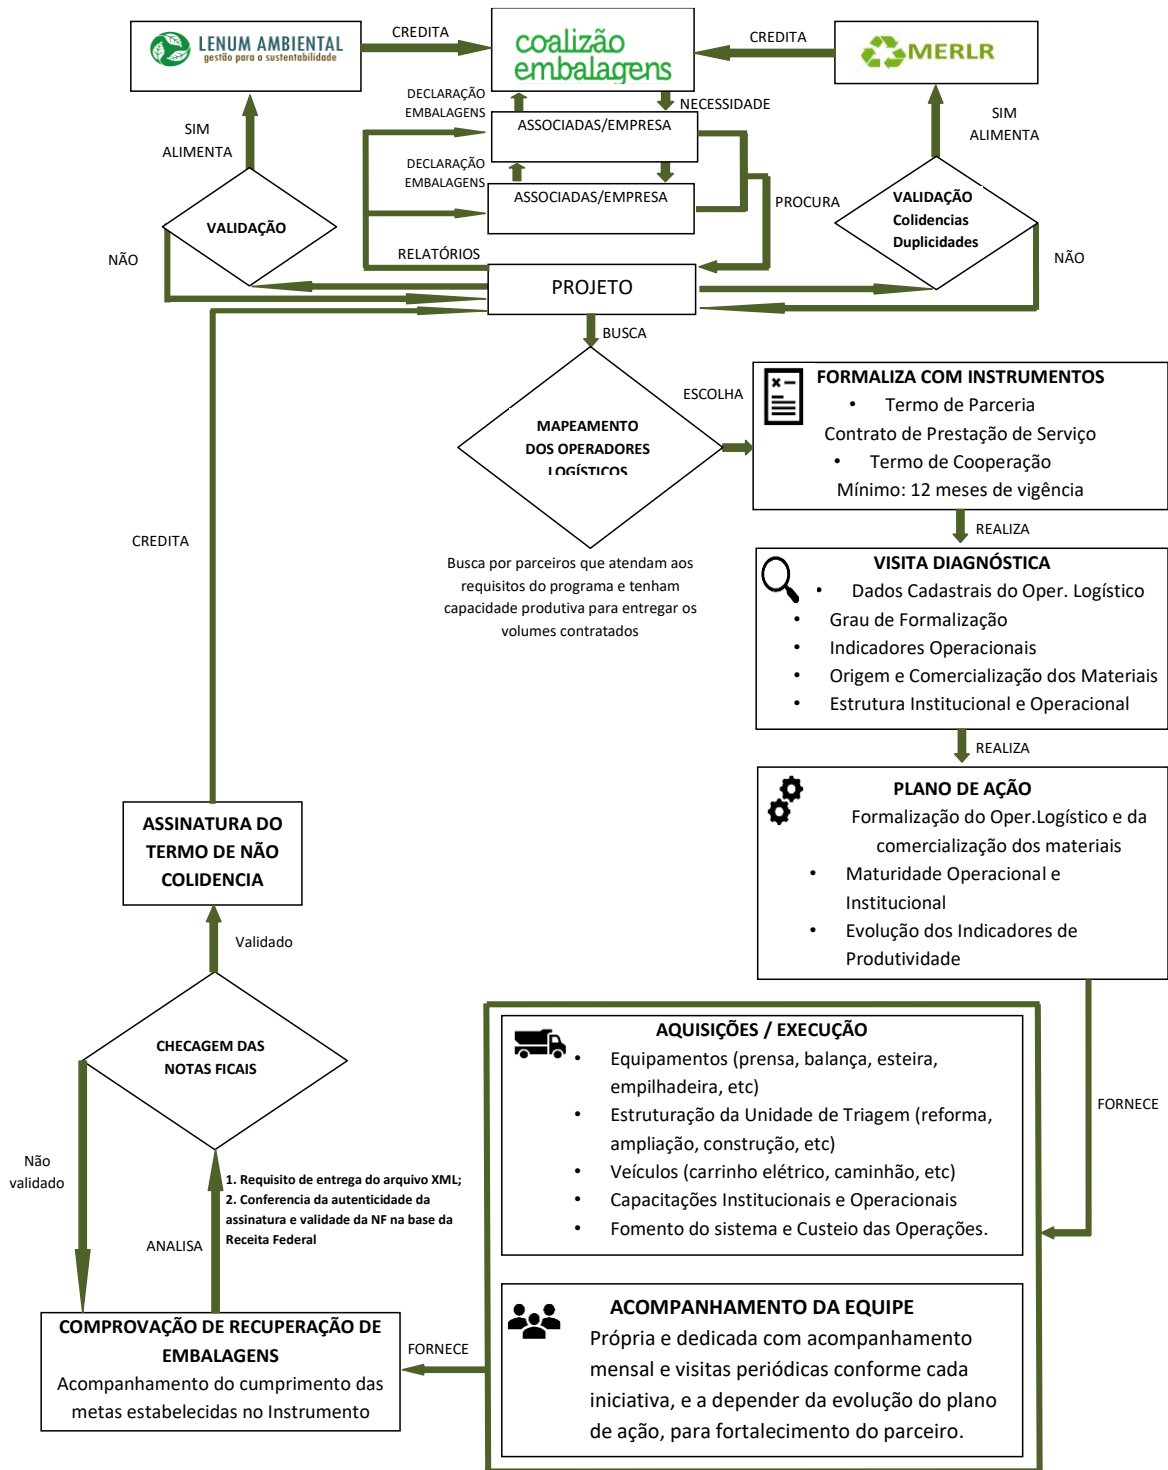 LENUM AMBIENTAL
gestão para a sustentabilidade
CREDITA
coalizão
embalagens
CREDITA
MERLR
DECLARAÇÃO
EMBALAGENS
NECESSIDADE
ASSOCIADAS/EMPRESA
SIM
ALIMENTA
SIM
ALIMENTA
DECLARAÇÃO
EMBALAGENS
ASSOCIADAS/EMPRESA
PROCURA
VALIDAÇÃO
VALIDAÇÃO
Colidencias
Duplicidades
NÃO
RELATÓRIOS
NÃO
PROJETO
BUSCA
ESCOLHA
MAPEAMENTO
DOS OPERADORES
LOGÍSTICOS
Busca por parceiros que atendam aos
requisitos do programa e tenham
capacidade produtiva para entregar os
volumes contratados
FORMALIZA COM INSTRUMENTOS
• Termo de Parceria
Contrato de Prestação de Serviço
• Termo de Cooperação
Mínimo: 12 meses de vigência
REALIZA
VISITA DIAGNÓSTICA
• Dados Cadastrais do Oper. Logístico
• Grau de Formalização
• Indicadores Operacionais
• Origem e Comercialização dos Materiais
• Estrutura Institucional e Operacional
REALIZA
PLANO DE AÇÃO
Formalização do Oper.Logístico e da
comercialização dos materiais
• Maturidade Operacional e
Institucional
• Evolução dos Indicadores de
Produtividade
FORNECE
AQUISIÇÕES / EXECUÇÃO
• Equipamentos (prensa, balança, esteira,
empilhadeira, etc)
• Estruturação da Unidade de Triagem (reforma,
ampliação, construção, etc)
• Veículos (carrinho elétrico, caminhão, etc)
• Capacitações Institucionais e Operacionais
• Fomento do sistema e Custeio das Operações.
ACOMPANHAMENTO DA EQUIPE
Própria e dedicada com acompanhamento
mensal e visitas periódicas conforme cada
iniciativa, e a depender da evolução do plano
de ação, para fortalecimento do parceiro.
FORNECE
COMPROVAÇÃO DE RECUPERAÇÃO DE
EMBALAGENS
Acompanhamento do cumprimento das
metas estabelecidas no Instrumento
ANALISA
1. Requisito de entrega do arquivo XML;
2. Conferencia da autenticidade da
assinatura e validade da NF na base da
Receita Federal
Não
validado
CHECAGEM DAS
NOTAS FICAIS
Validado
ASSINATURA DO
TERMO DE NÃO
COLIDENCIA
CREDITA